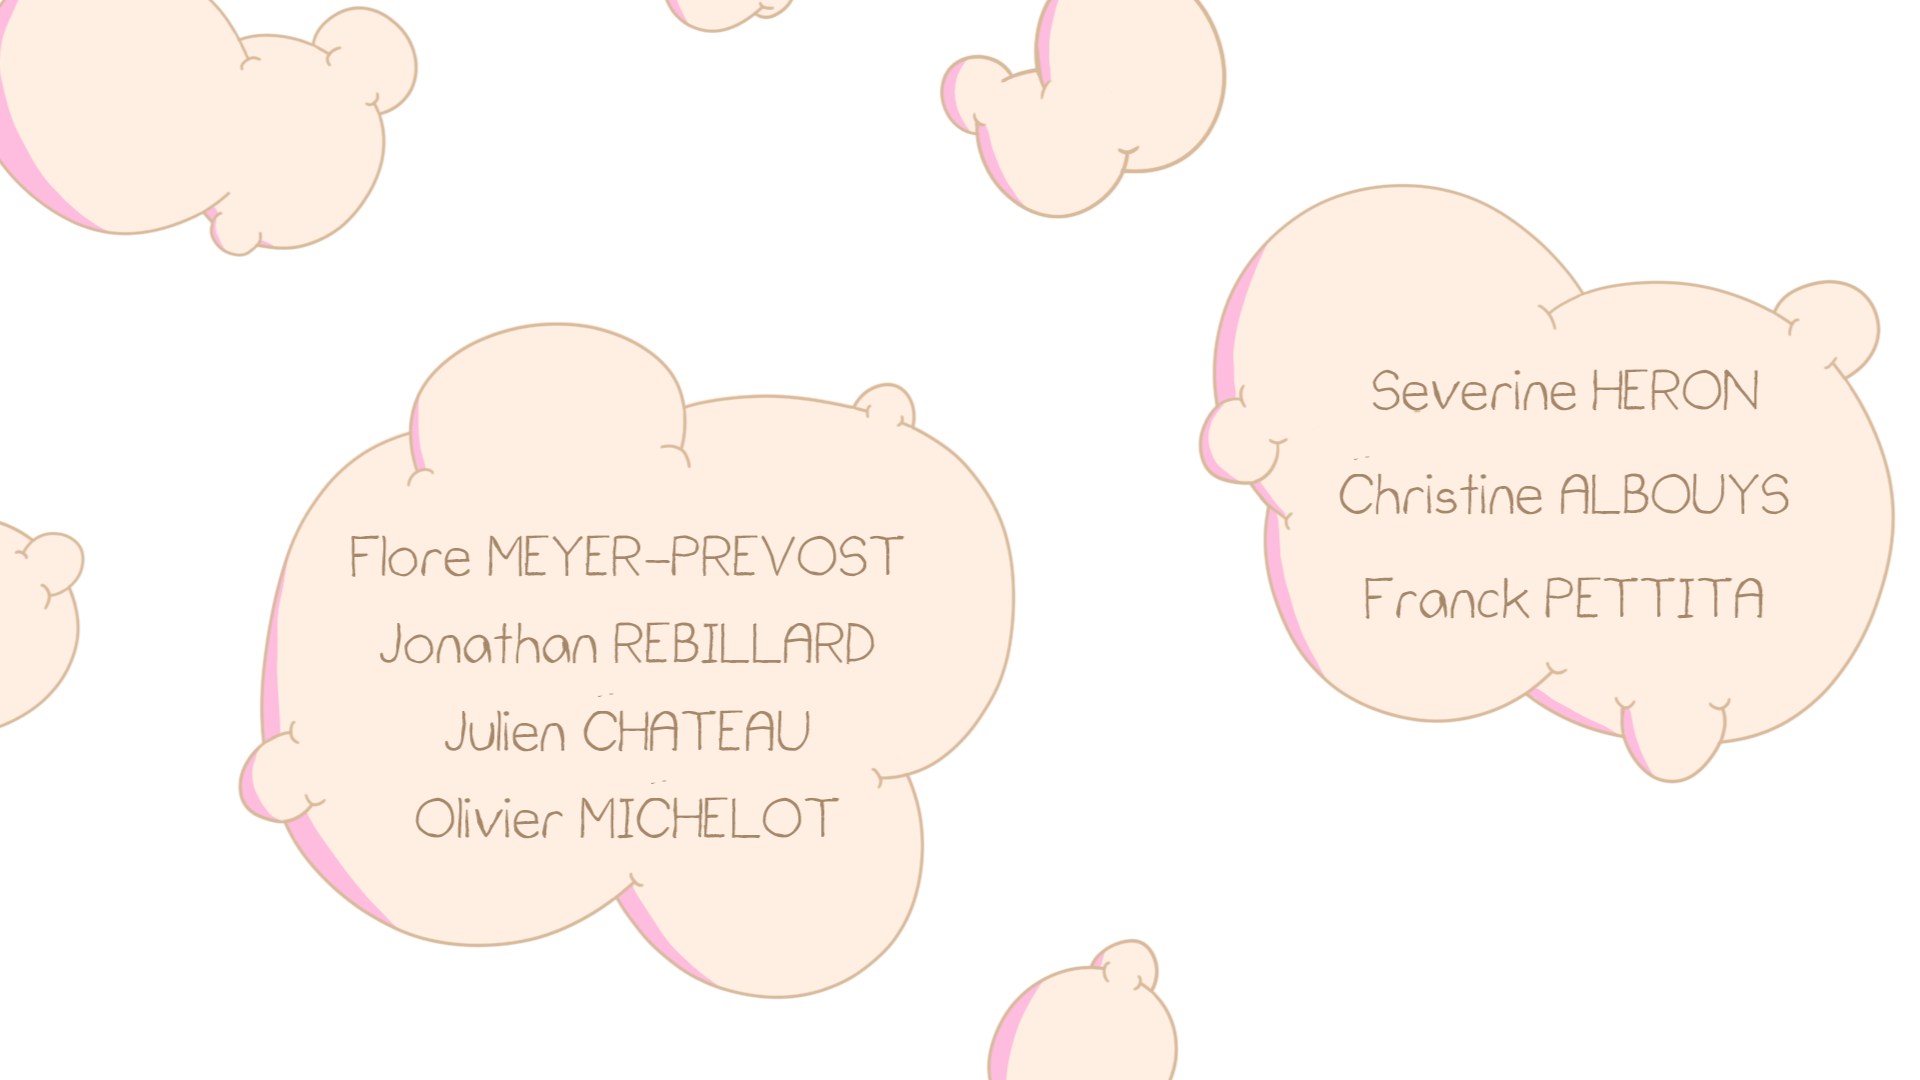 Flore MEYER-PREVOST
Jonathan REBILLARD
Julien CHATEAU
Olivier MICHELOT
Severine HERON
Christine ALBOUYS
Franck PETTITA